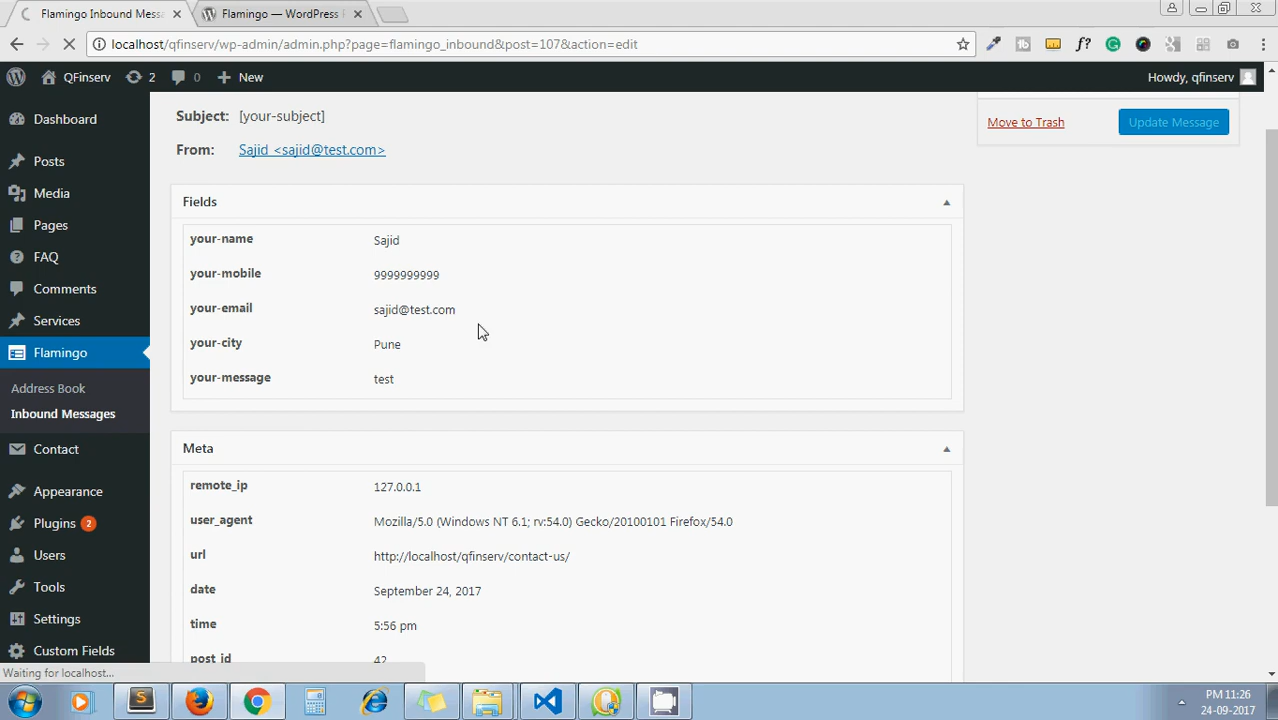 Flamingo Inbound Mess
Flamingo — WordPress
localhost/qfinserv/wp-admin/admin.php?page=flamingo_inbound&post=107&action=edit
QFinserv 2 0 + New Howdy, qfinserv
Dashboard
Posts
Media
Pages
FAQ
Comments
Services
Flamingo
Address Book
Inbound Messages
Contact
Appearance
Plugins 2
Users
Tools
Settings
Custom Fields
Subject: [your-subject]
From: Sajid <sajid@test.com>
Move to Trash Update Message
Fields
your-name Sajid
your-mobile 9999999999
your-email sajid@test.com
your-city Pune
your-message test
Meta
remote_ip 127.0.0.1
user_agent Mozilla/5.0 (Windows NT 6.1; rv:54.0) Gecko/20100101 Firefox/54.0
url http://localhost/qfinserv/contact-us/
date September 24, 2017
time 5:56 pm
post_id 42
Waiting for localhost...
PM 11:26
24-09-2017